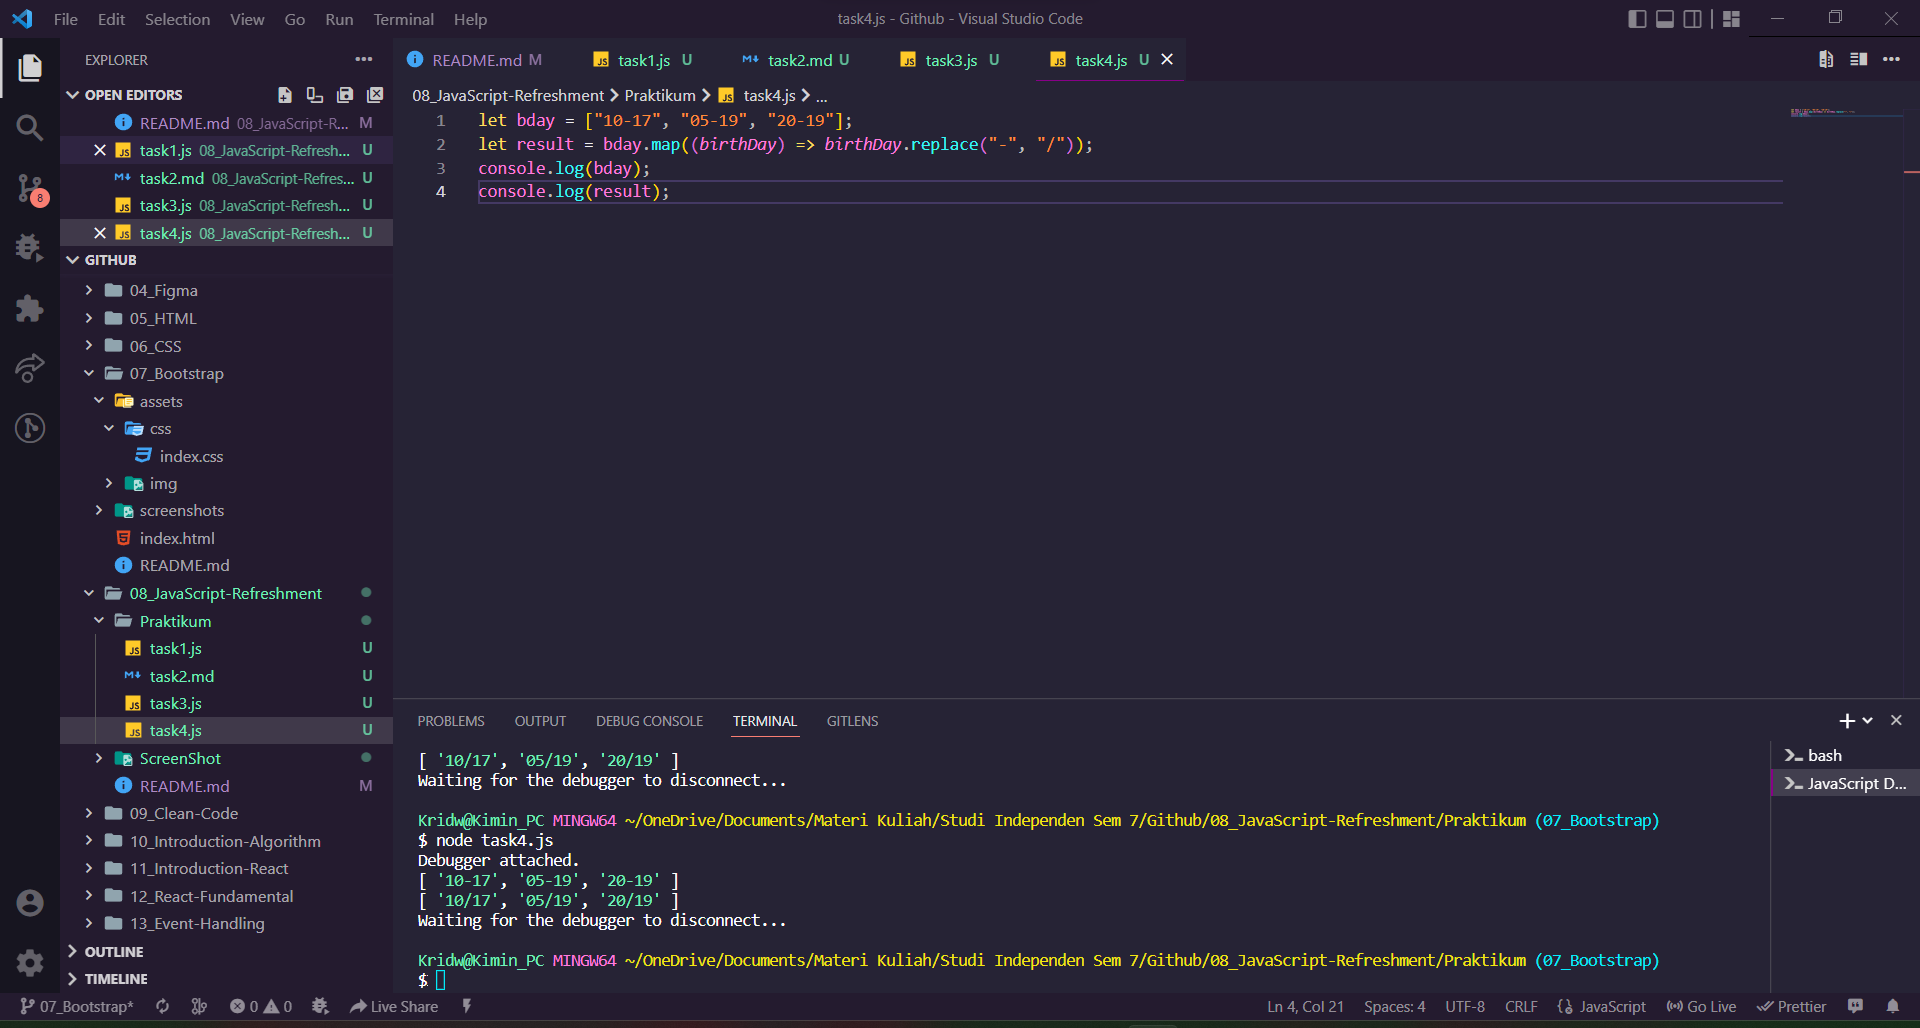 File Edit Selection View Go Run Terminal Help
task4.js - Github - Visual Studio Code
EXPLORER
OPEN EDITORS
README.md 08_JavaScript-R... M
task1.js 08_JavaScript-Refresh... U
task2.md 08_JavaScript-Refres... U
task3.js 08_JavaScript-Refresh... U
task4.js 08_JavaScript-Refresh... U
GITHUB
04_Figma
05_HTML
06_CSS
07_Bootstrap
assets
css
index.css
img
screenshots
index.html
README.md
08_JavaScript-Refreshment
Praktikum
task1.js U
task2.md U
task3.js U
task4.js U
ScreenShot
README.md M
09_Clean-Code
10_Introduction-Algorithm
11_Introduction-React
12_React-Fundamental
13_Event-Handling
OUTLINE
TIMELINE
8
README.md M task1.js U task2.md U task3.js U task4.js U
08_JavaScript-Refreshment > Praktikum > JS task4.js > ...
1 let bday = ["10-17", "05-19", "20-19"];
2 let result = bday.map((birthDay) => birthDay.replace("-", "/"));
3 console.log(bday);
4 console.log(result);
PROBLEMS OUTPUT DEBUG CONSOLE TERMINAL GITLENS
[ '10/17', '05/19', '20/19' ]
Waiting for the debugger to disconnect...
Kridw@Kimin_PC MINGW64 ~/OneDrive/Documents/Materi Kuliah/Studi Independen Sem 7/Github/08_JavaScript-Refreshment/Praktikum (07_Bootstrap)
$ node task4.js
Debugger attached.
[ '10-17', '05-19', '20-19' ]
[ '10/17', '05/19', '20/19' ]
Waiting for the debugger to disconnect...
Kridw@Kimin_PC MINGW64 ~/OneDrive/Documents/Materi Kuliah/Studi Independen Sem 7/Github/08_JavaScript-Refreshment/Praktikum (07_Bootstrap)
$
bash
JavaScript D...
07_Bootstrap* 0 0 Live Share
Ln 4, Col 21 Spaces: 4 UTF-8 CRLF {} JavaScript Go Live Prettier